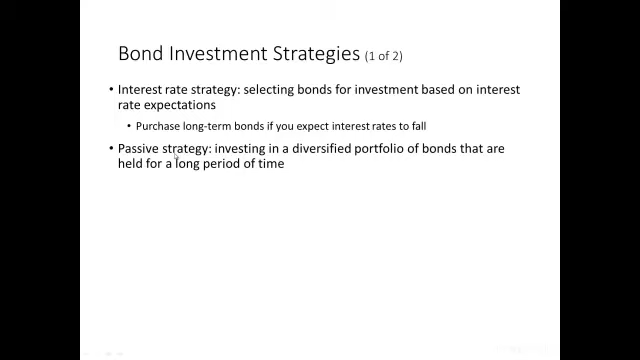 Bond Investment Strategies (1 of 2)
• Interest rate strategy: selecting bonds for investment based on interest
rate expectations
• Purchase long-term bonds if you expect interest rates to fall
• Passive strategy: investing in a diversified portfolio of bonds that are
held for a long period of time